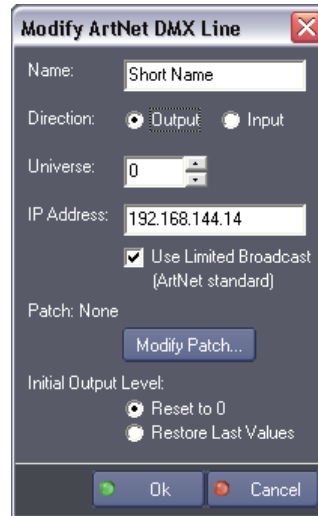 Modify ArtNet DMX Line
Name: Short Name
Direction: Output Input
Universe: 0
IP Address: 192.168.144.14
Use Limited Broadcast
(ArtNet standard)
Patch: None
Modify Patch...
Initial Output Level:
Reset to 0
Restore Last Values
Ok Cancel